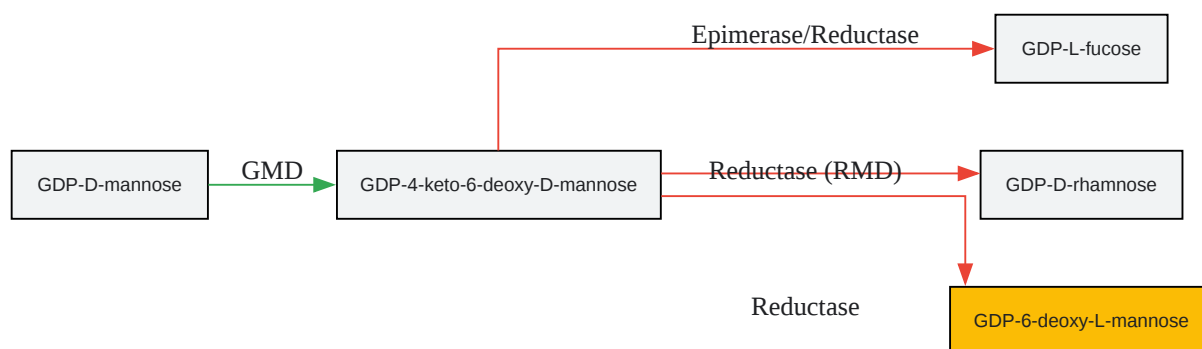 Epimerase/Reductase
GDP-L-fucose
GDP-D-mannose
GMD
GDP-4-keto-6-deoxy-D-mannose
Reductase (RMD)
GDP-D-rhamnose
Reductase
GDP-6-deoxy-L-mannose